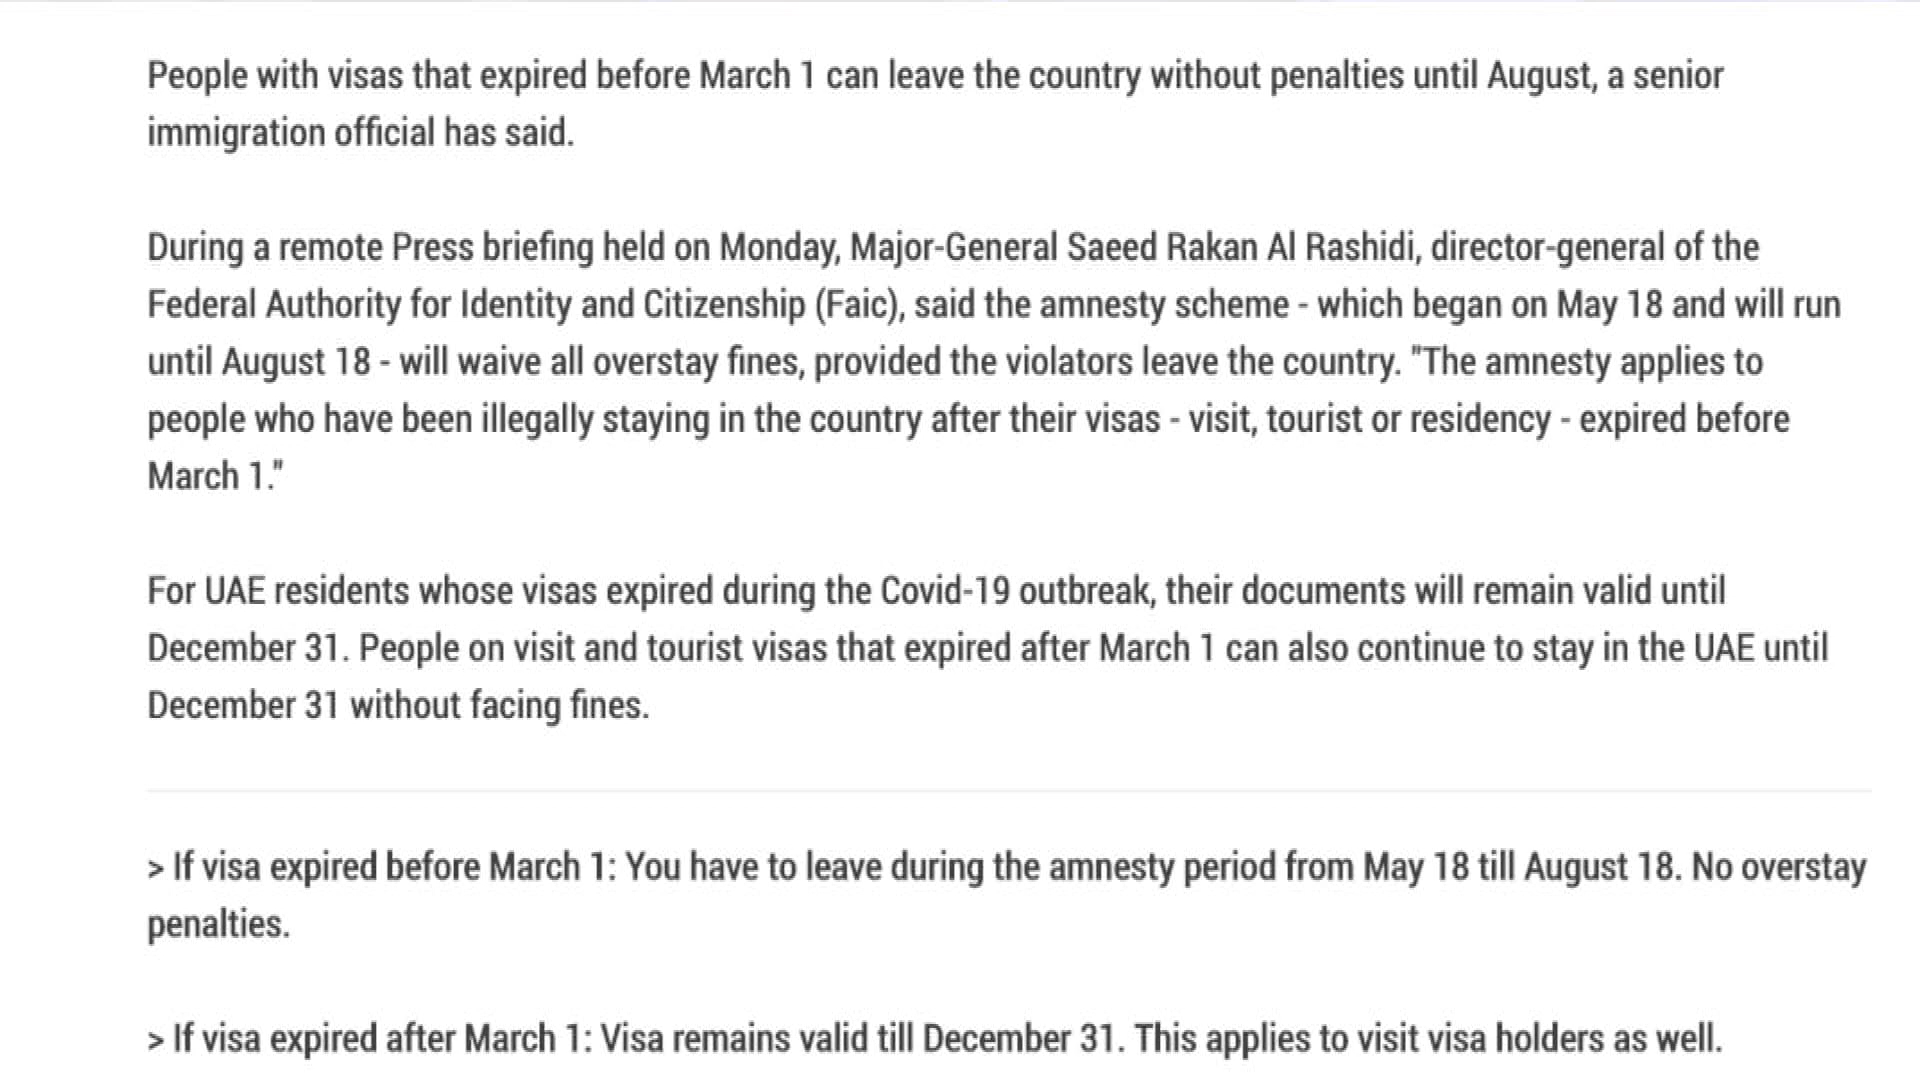 People with visas that expired before March 1 can leave the country without penalties until August, a senior
immigration official has said.
During a remote Press briefing held on Monday, Major-General Saeed Rakan Al Rashidi, director-general of the
Federal Authority for Identity and Citizenship (Faic), said the amnesty scheme - which began on May 18 and will run
until August 18 - will waive all overstay fines, provided the violators leave the country. "The amnesty applies to
people who have been illegally staying in the country after their visas - visit, tourist or residency - expired before
March 1."
For UAE residents whose visas expired during the Covid-19 outbreak, their documents will remain valid until
December 31. People on visit and tourist visas that expired after March 1 can also continue to stay in the UAE until
December 31 without facing fines.
> If visa expired before March 1: You have to leave during the amnesty period from May 18 till August 18. No overstay
penalties.
> If visa expired after March 1: Visa remains valid till December 31. This applies to visit visa holders as well.